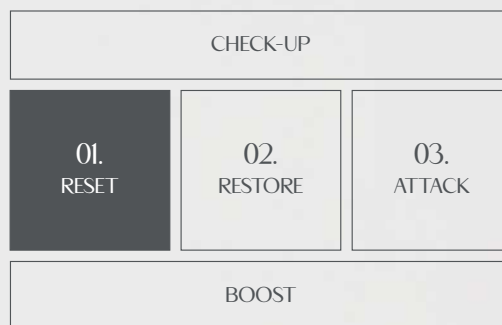 CHECK-UP
01.
RESET
02.
RESTORE
03.
ATTACK
BOOST